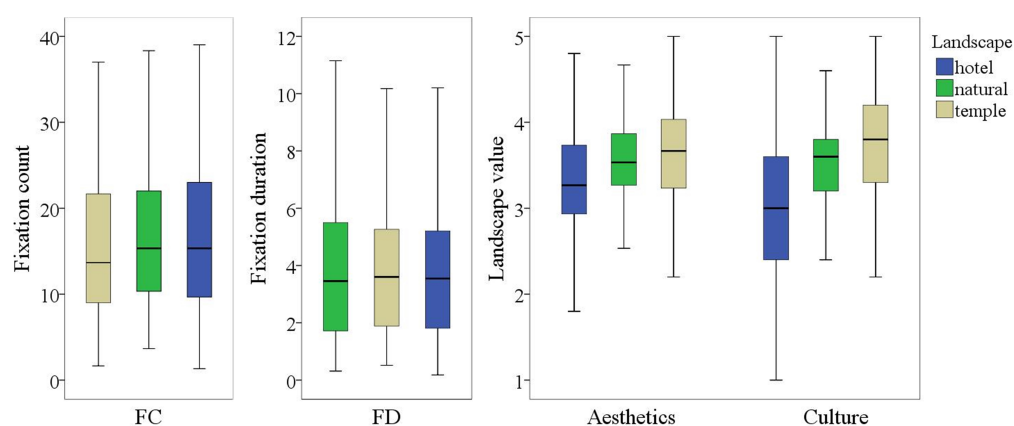 Fixation count
40
30
20
10
0
FC
Fixation duration
12
10
8
6
4
2
0
FD
Landscape value
5
4
3
2
1
Aesthetics
Culture
Landscape
hotel
natural
temple